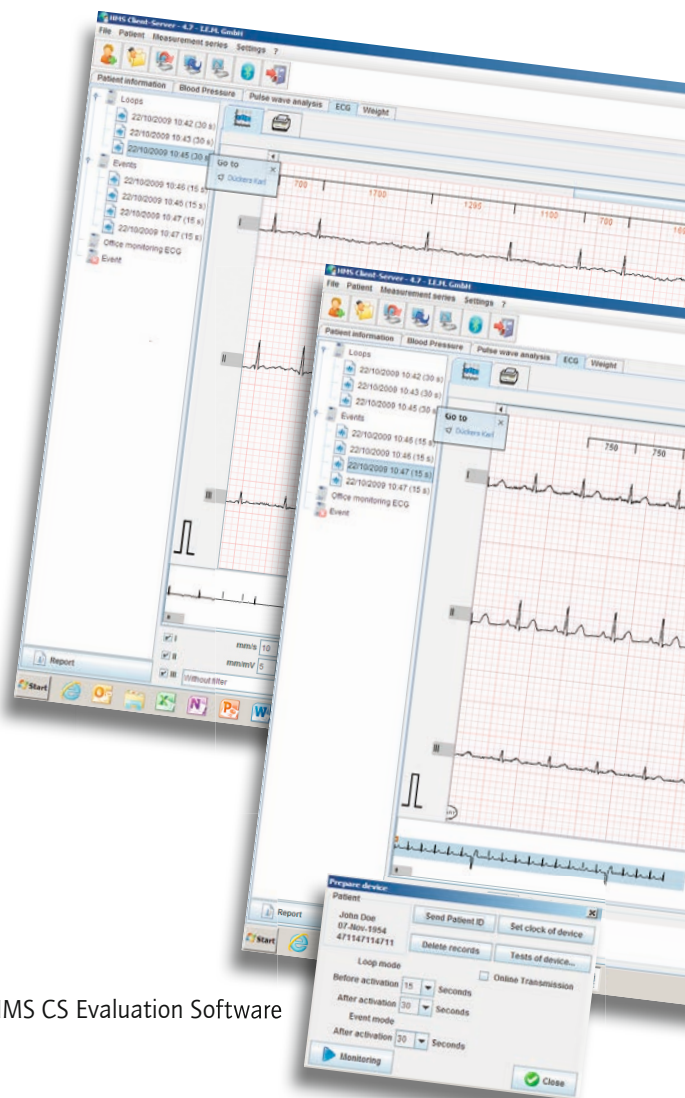 HMS Client-Server - 4.7 - I.E.M. GmbH
File Patient Measurement series Settings ?
Patient information Blood Pressure Pulse wave analysis ECG Weight
Loops
22/10/2009 10:42 (30 s)
22/10/2009 10:43 (30 s)
22/10/2009 10:45 (30 s)
Events
22/10/2009 10:46 (15 s)
22/10/2009 10:46 (15 s)
22/10/2009 10:47 (15 s)
22/10/2009 10:47 (15 s)
Office monitoring ECG
Event
Go to
Dückers Karl
700 1700 1295 1100 700
I
II
III
I mm/s 10
II mm/mV 5
III Without filter
Report
Start
HMS Client-Server - 4.7 - I.E.M. GmbH
File Patient Measurement series Settings ?
Patient information Blood Pressure Pulse wave analysis ECG Weight
Loops
22/10/2009 10:42 (30 s)
22/10/2009 10:43 (30 s)
22/10/2009 10:45 (30 s)
Events
22/10/2009 10:46 (15 s)
22/10/2009 10:46 (15 s)
22/10/2009 10:47 (15 s)
22/10/2009 10:47 (15 s)
Office monitoring ECG
Event
Go to
Dückers Karl
750 750
I
II
III
Report
Start
Prepare device
Patient
John Doe
07-Nov.-1954
471147114711
Send Patient ID Set clock of device
Delete records Tests of device...
Loop mode
Online Transmission
Before activation 15 Seconds
After activation 30 Seconds
Event mode
After activation 30 Seconds
Monitoring
Close
HMS CS Evaluation Software